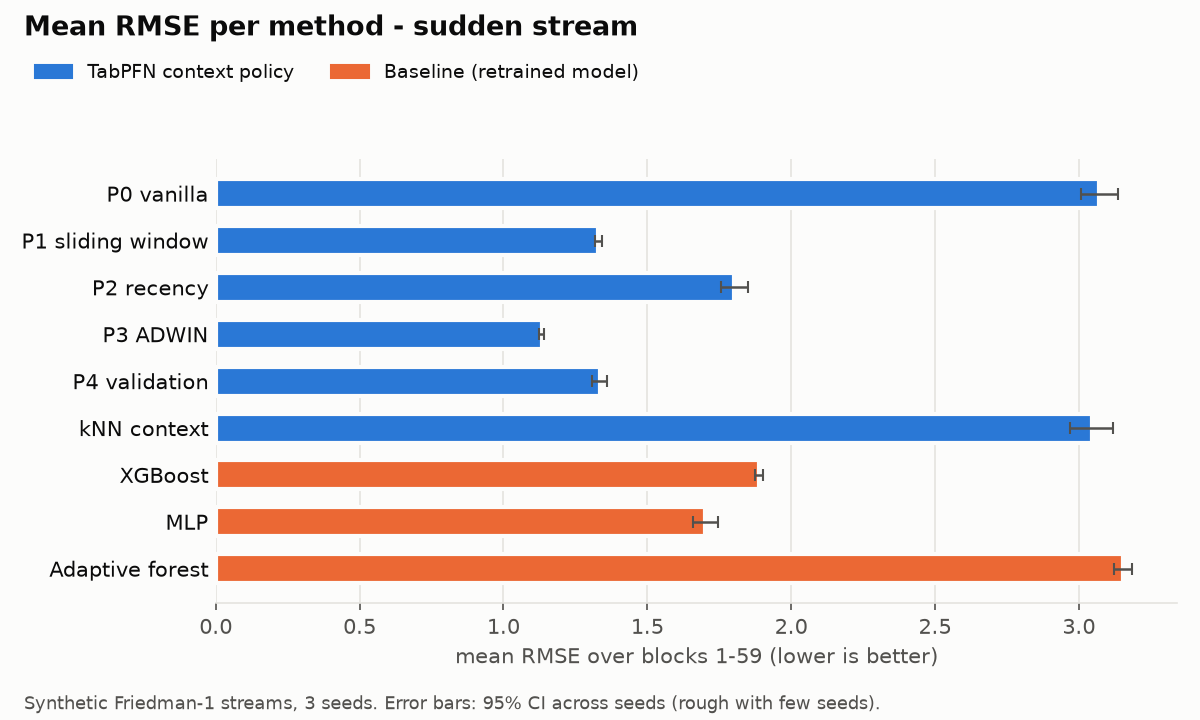 Mean RMSE per method - sudden stream
TabPFN context policy
Baseline (retrained model)
P0 vanilla
P1 sliding window
P2 recency
P3 ADWIN
P4 validation
kNN context
XGBoost
MLP
Adaptive forest
0.0 0.5 1.0 1.5 2.0 2.5 3.0
mean RMSE over blocks 1-59 (lower is better)
Synthetic Friedman-1 streams, 3 seeds. Error bars: 95% CI across seeds (rough with few seeds).